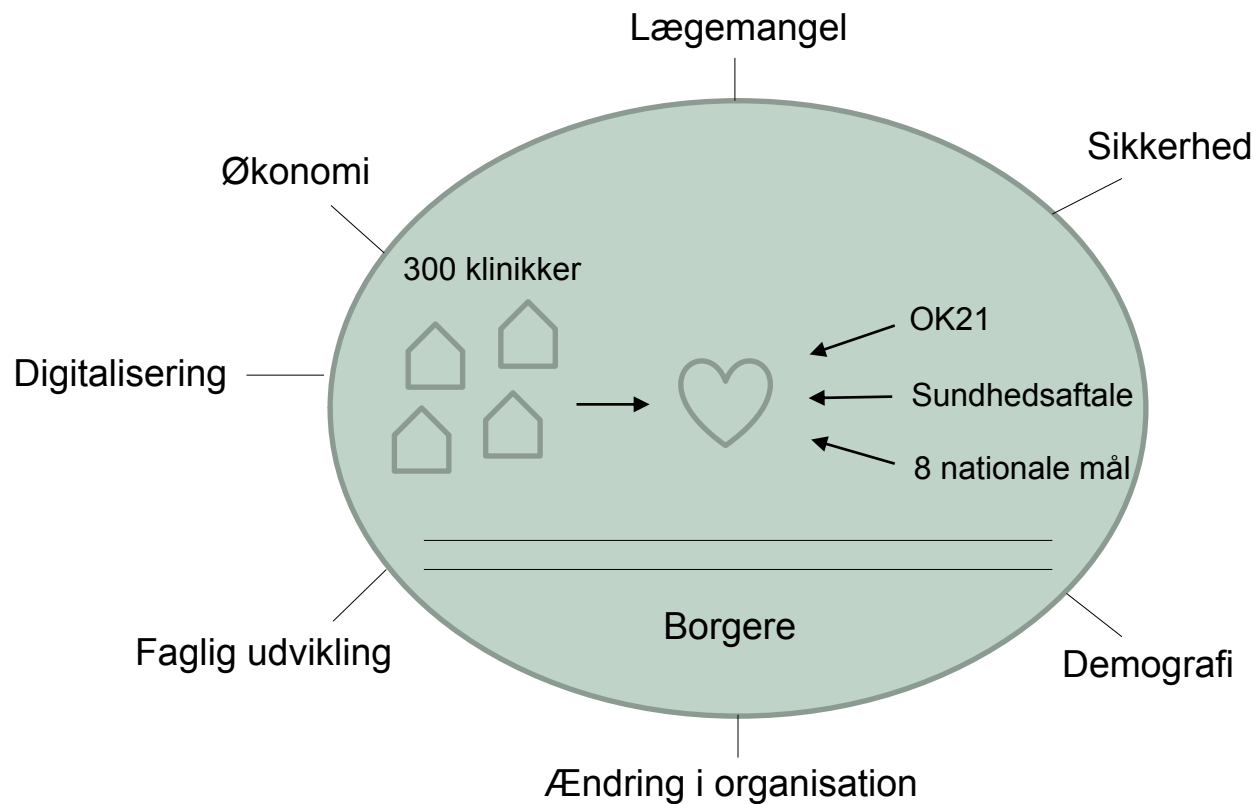 Lægemangel
Sikkerhed
Økonomi
300 klinikker
OK21
Digitalisering
Sundhedsaftale
8 nationale mål
Borgere
Faglig udvikling
Demografi
Ændring i organisation